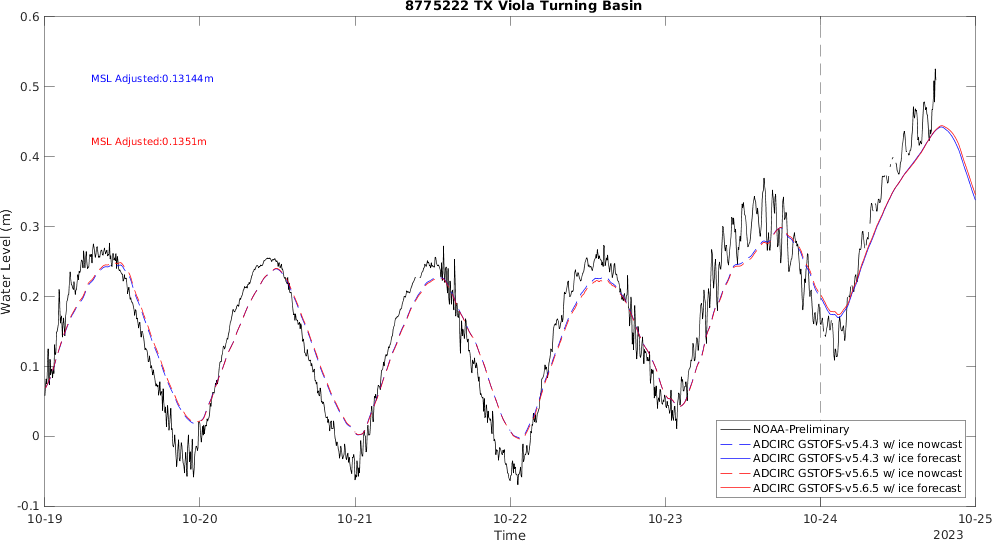 8775222 TX Viola Turning Basin
0.6
0.5
0.4
0.3
0.2
0.1
0
-0.1
Water Level (m)
MSL Adjusted:0.13144m
MSL Adjusted:0.1351m
NOAA-Preliminary
ADCIRC GSTOFS-v5.4.3 w/ ice nowcast
ADCIRC GSTOFS-v5.4.3 w/ ice forecast
ADCIRC GSTOFS-v5.6.5 w/ ice nowcast
ADCIRC GSTOFS-v5.6.5 w/ ice forecast
10-19 10-20 10-21 10-22 10-23 10-24 10-25
Time
2023